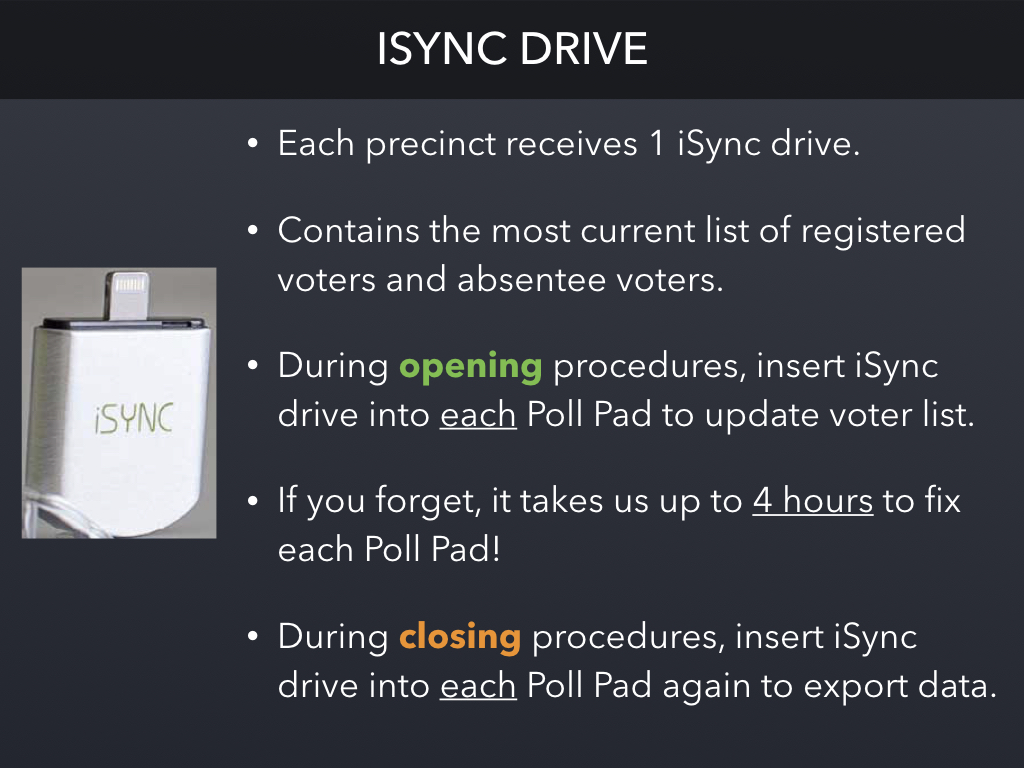 ISYNC DRIVE
• Each precinct receives 1 iSync drive.
• Contains the most current list of registered
voters and absentee voters.
• During opening procedures, insert iSync
drive into each Poll Pad to update voter list.
• If you forget, it takes us up to 4 hours to fix
each Poll Pad!
• During closing procedures, insert iSync
drive into each Poll Pad again to export data.
iSYNC